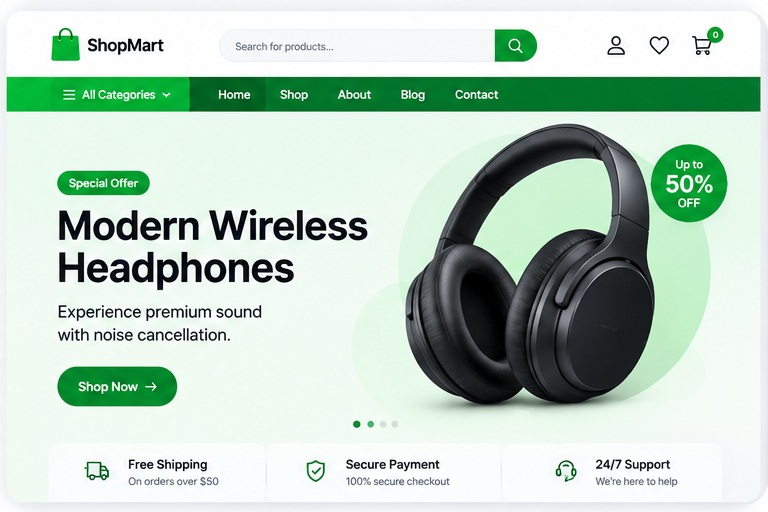 ShopMart
Search for products...
0
All Categories
Home
Shop
About
Blog
Contact
Special Offer
Modern Wireless
Headphones
Experience premium sound
with noise cancellation.
Shop Now
Up to
50%
OFF
Free Shipping
On orders over $50
Secure Payment
100% secure checkout
24/7 Support
We're here to help